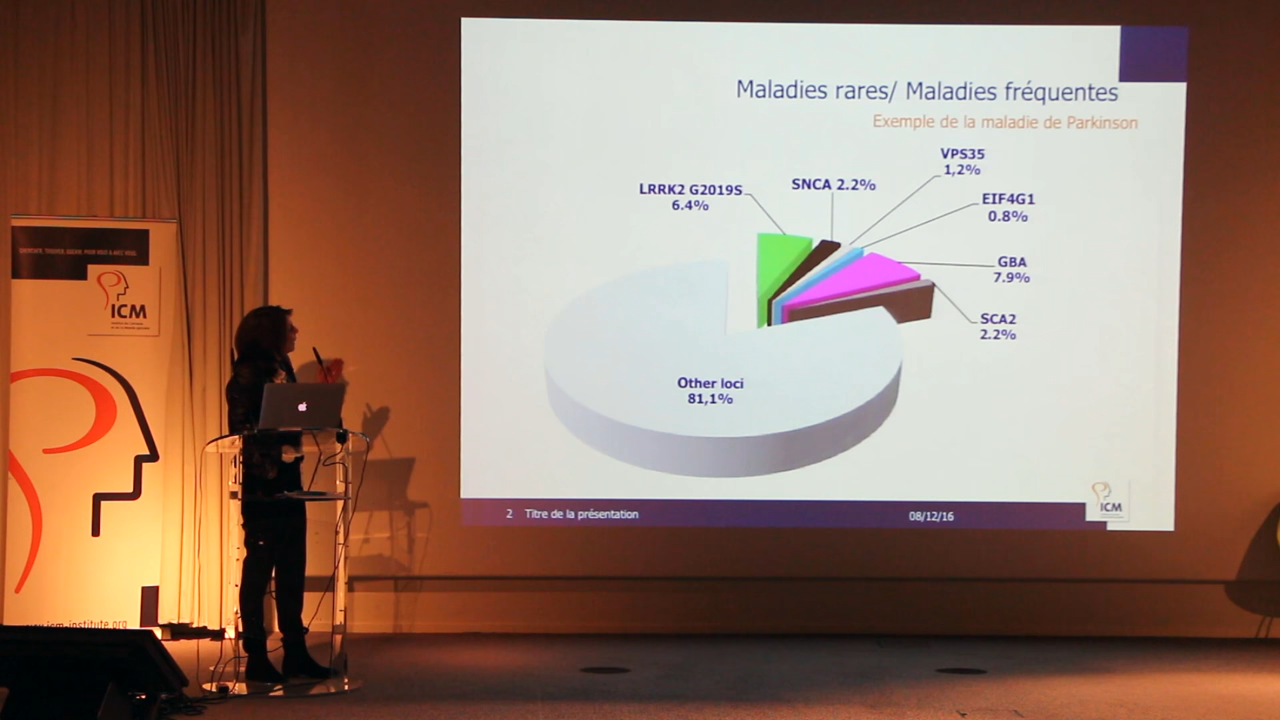 Maladies rares/ Maladies fréquentes
Exemple de la maladie de Parkinson
VPS35
1,2%
SNCA 2.2%
LRRK2 G2019S
6.4%
EIF4G1
0.8%
GBA
7.9%
SCA2
2.2%
Other loci
81,1%
2 Titre de la présentation
08/12/16
ICM
ICM
icm-institute.org